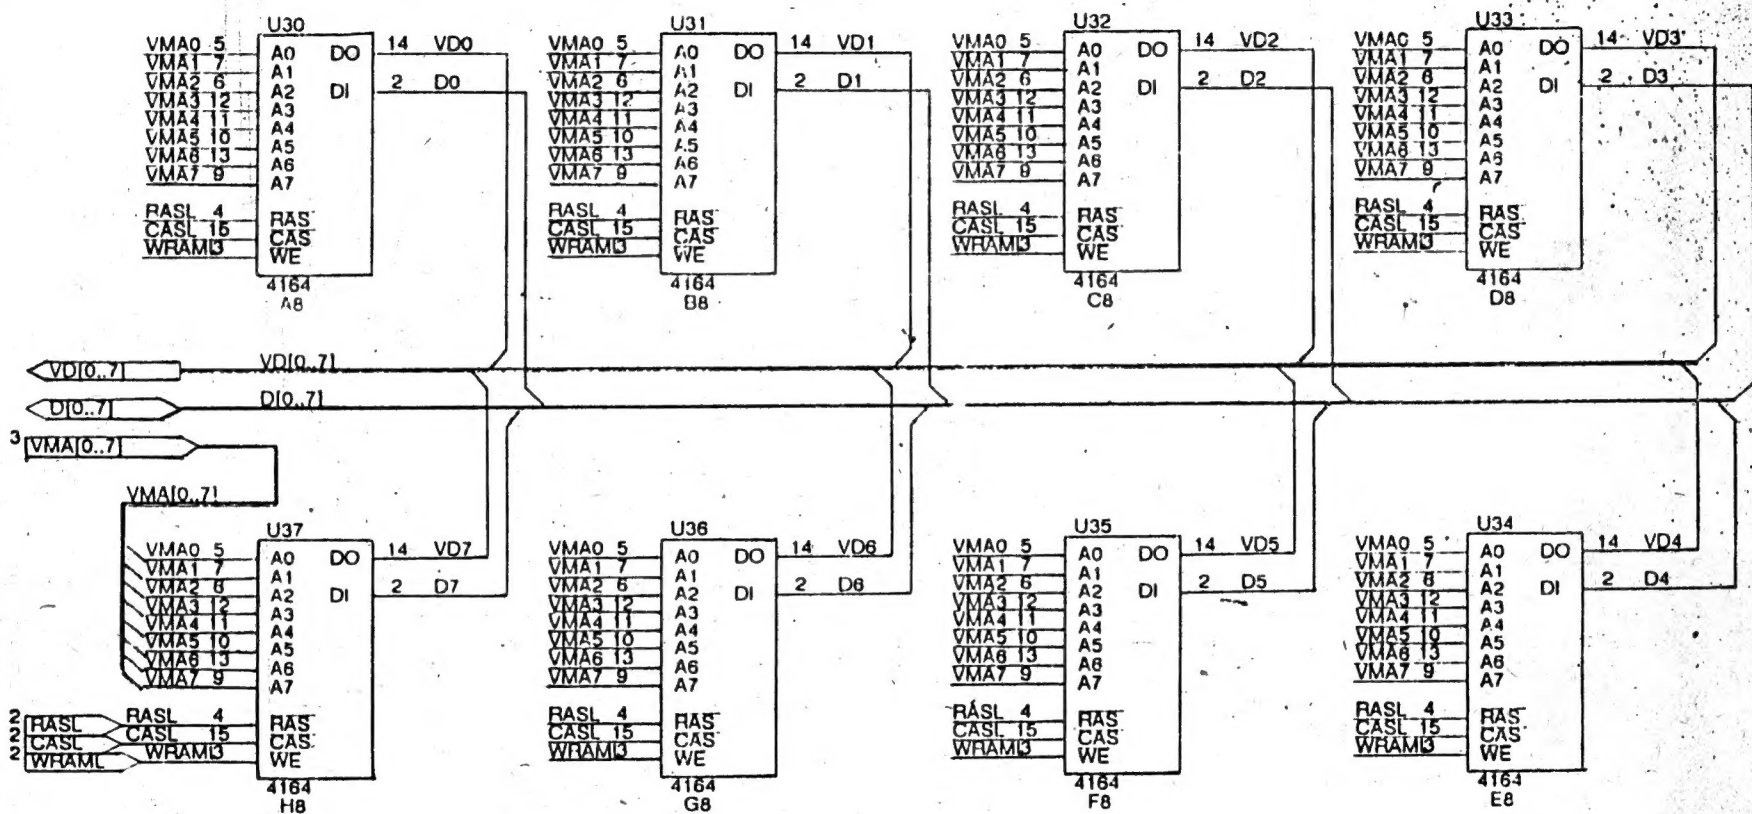 U30
VMA0 5 A0 DO 14 VD0
VMA1 7 A1
VMA2 6 A2 DI 2 D0
VMA3 12 A3
VMA4 11 A4
VMA5 10 A5
VMA6 13 A6
VMA7 9 A7
RASL 4 RAS
CASL 15 CAS
WRAML 3 WE
4164
A8
U31
VMA0 5 A0 DO 14 VD1
VMA1 7 A1
VMA2 6 A2 DI 2 D1
VMA3 12 A3
VMA4 11 A4
VMA5 10 A5
VMA6 13 A6
VMA7 9 A7
RASL 4 RAS
CASL 15 CAS
WRAML 3 WE
4164
B8
U32
VMA0 5 A0 DO 14 VD2
VMA1 7 A1
VMA2 6 A2 DI 2 D2
VMA3 12 A3
VMA4 11 A4
VMA5 10 A5
VMA6 13 A6
VMA7 9 A7
RASL 4 RAS
CASL 15 CAS
WRAML 3 WE
4164
C8
U33
VMA0 5 A0 DO 14 VD3
VMA1 7 A1
VMA2 6 A2 DI 2 D3
VMA3 12 A3
VMA4 11 A4
VMA5 10 A5
VMA6 13 A6
VMA7 9 A7
RASL 4 RAS
CASL 15 CAS
WRAML 3 WE
4164
D8
VD[0..7] VD[0..7]
D[0..7] D[0..7]
3 VMA[0..7]
VMA[0..7]
U37
VMA0 5 A0 DO 14 VD7
VMA1 7 A1
VMA2 6 A2 DI 2 D7
VMA3 12 A3
VMA4 11 A4
VMA5 10 A5
VMA6 13 A6
VMA7 9 A7
2 RASL RASL 4 RAS
2 CASL CASL 15 CAS
2 WRAML WRAML 3 WE
4164
H8
U36
VMA0 5 A0 DO 14 VD6
VMA1 7 A1
VMA2 6 A2 DI 2 D6
VMA3 12 A3
VMA4 11 A4
VMA5 10 A5
VMA6 13 A6
VMA7 9 A7
RASL 4 RAS
CASL 15 CAS
WRAML 3 WE
4164
G8
U35
VMA0 5 A0 DO 14 VD5
VMA1 7 A1
VMA2 6 A2 DI 2 D5
VMA3 12 A3
VMA4 11 A4
VMA5 10 A5
VMA6 13 A6
VMA7 9 A7
RASL 4 RAS
CASL 15 CAS
WRAML 3 WE
4164
F8
U34
VMA0 5 A0 DO 14 VD4
VMA1 7 A1
VMA2 6 A2 DI 2 D4
VMA3 12 A3
VMA4 11 A4
VMA5 10 A5
VMA6 13 A6
VMA7 9 A7
RASL 4 RAS
CASL 15 CAS
WRAML 3 WE
4164
E8